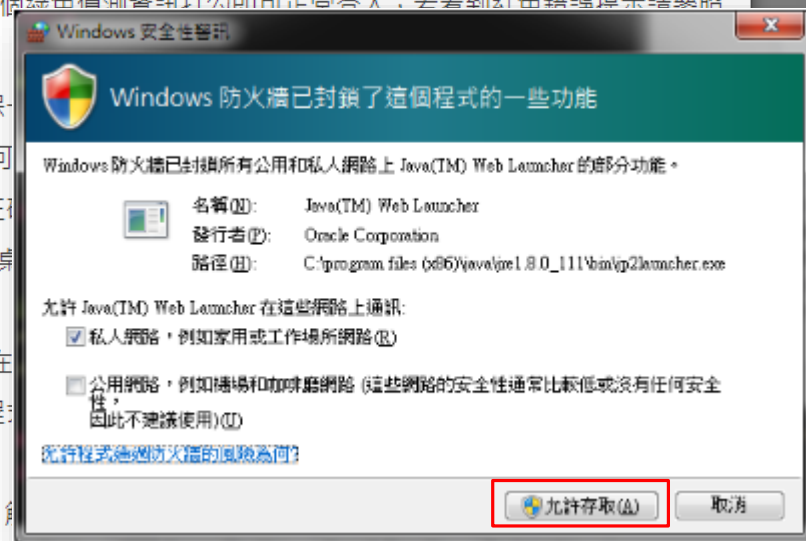 Windows 安全性警訊
Windows 防火牆已封鎖了這個程式的一些功能
Windows 防火牆已封鎖所有公用和私人網路上 Java(TM) Web Launcher 的部分功能。
名稱(N): Java(TM) Web Launcher
發行者(P): Oracle Corporation
路徑(H): C:\program files (x86)\java\jre1.8.0_111\bin\jp2launcher.exe
允許 Java(TM) Web Launcher 在這些網路上通訊:
私人網路，例如家用或工作場所網路(R)
公用網路，例如機場和咖啡廳網路 (這些網路的安全性通常比較低或沒有任何安全
性，
因此不建議使用)(U)
允許程式通過防火牆的風險為何?
允許存取(A) 取消